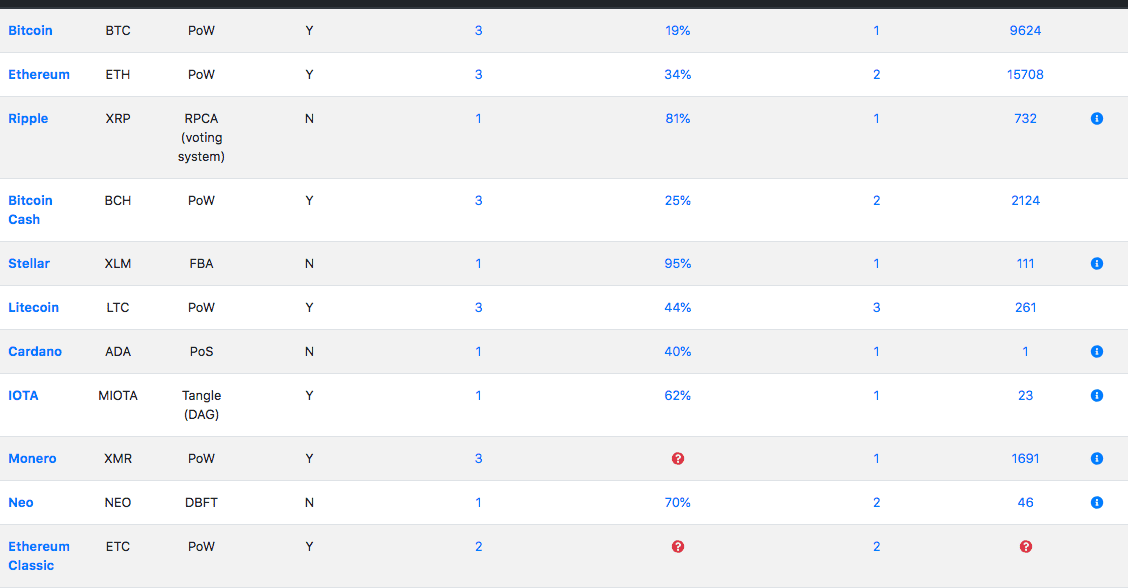 Bitcoin BTC PoW Y 3 19% 1 9624
Ethereum ETH PoW Y 3 34% 2 15708
Ripple XRP RPCA N 1 81% 1 732
(voting
system)
Bitcoin BCH PoW Y 3 25% 2 2124
Cash
Stellar XLM FBA N 1 95% 1 111
Litecoin LTC PoW Y 3 44% 3 261
Cardano ADA PoS N 1 40% 1 1
IOTA MIOTA Tangle Y 1 62% 1 23
(DAG)
Monero XMR PoW Y 3 ? 1 1691
Neo NEO DBFT N 1 70% 2 46
Ethereum ETC PoW Y 2 ? 2 ?
Classic